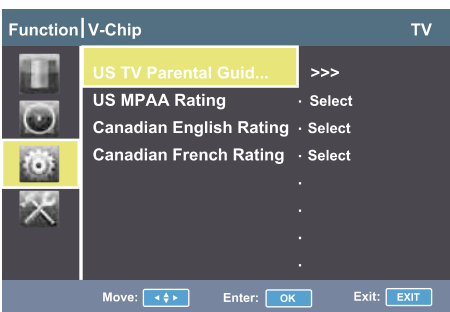 Function V-Chip TV
US TV Parental Guid... >>>
US MPAA Rating · Select
Canadian English Rating · Select
Canadian French Rating · Select
·
·
·
·
Move: Enter: OK Exit: EXIT